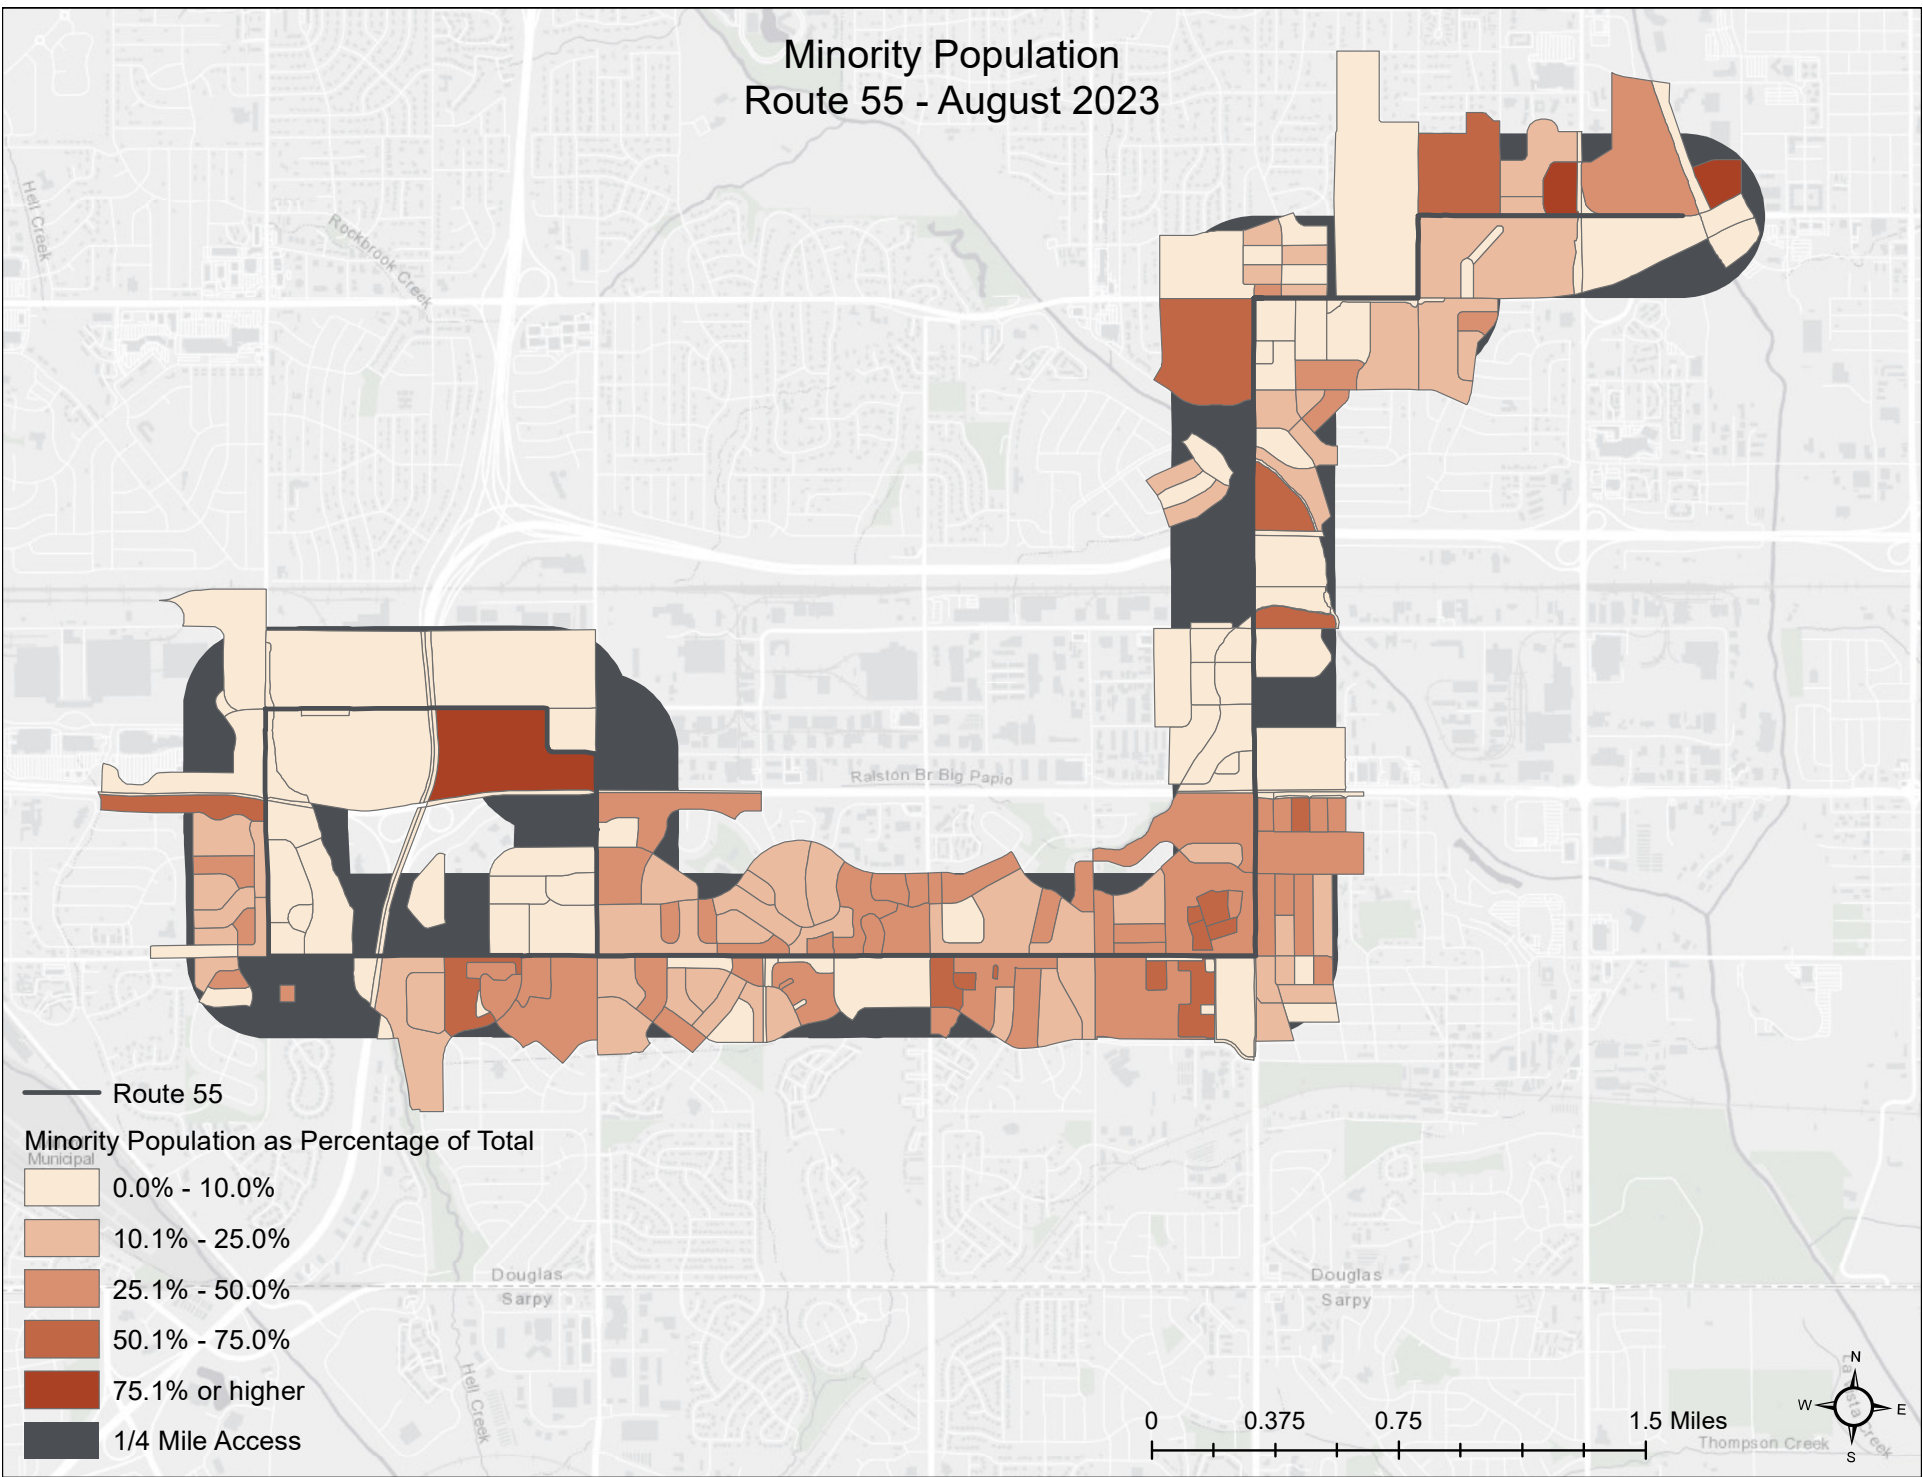 Minority Population
Route 55 - August 2023
Hell Creek
Rockbrook Creek
Ralston Br Big Papio
Route 55
Minority Population as Percentage of Total
Municipal
0.0% - 10.0%
10.1% - 25.0%
25.1% - 50.0%
50.1% - 75.0%
75.1% or higher
1/4 Mile Access
Douglas
Sarpy
Douglas
Sarpy
Hell Creek
0 0.375 0.75 1.5 Miles
N
W E
S
Thompson Creek
Creek